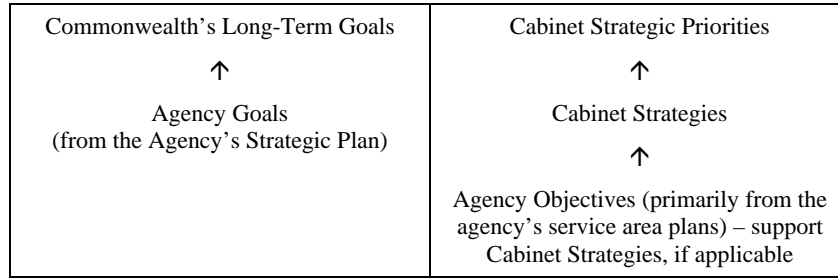 Commonwealth’s Long-Term Goals
↑
Agency Goals
(from the Agency’s Strategic Plan)
Cabinet Strategic Priorities
↑
Cabinet Strategies
↑
Agency Objectives (primarily from the
agency’s service area plans) – support
Cabinet Strategies, if applicable